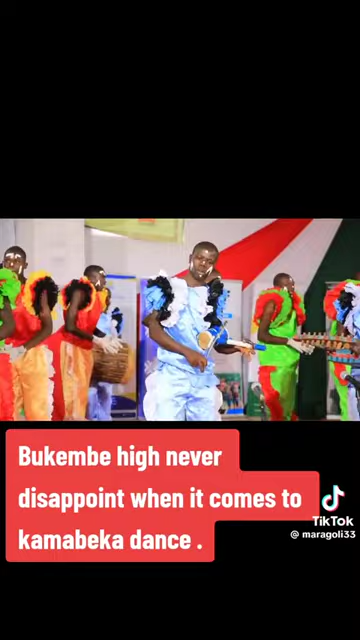 Bukembe high never
disappoint when it comes to
kamabeka dance .
TikTok
@ maragoli33